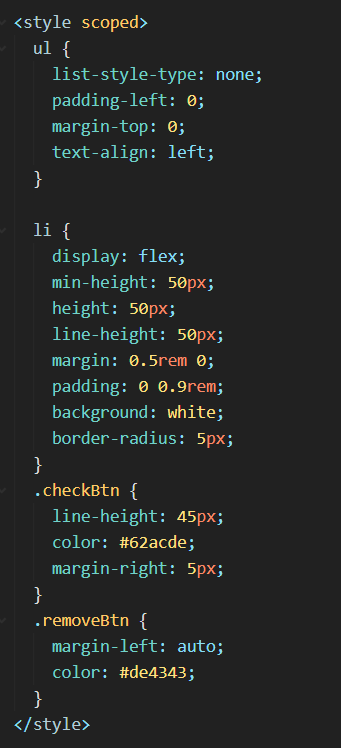 <style scoped>
ul {
list-style-type: none;
padding-left: 0;
margin-top: 0;
text-align: left;
}
li {
display: flex;
min-height: 50px;
height: 50px;
line-height: 50px;
margin: 0.5rem 0;
padding: 0 0.9rem;
background: white;
border-radius: 5px;
}
.checkBtn {
line-height: 45px;
color: #62acde;
margin-right: 5px;
}
.removeBtn {
margin-left: auto;
color: #de4343;
}
</style>